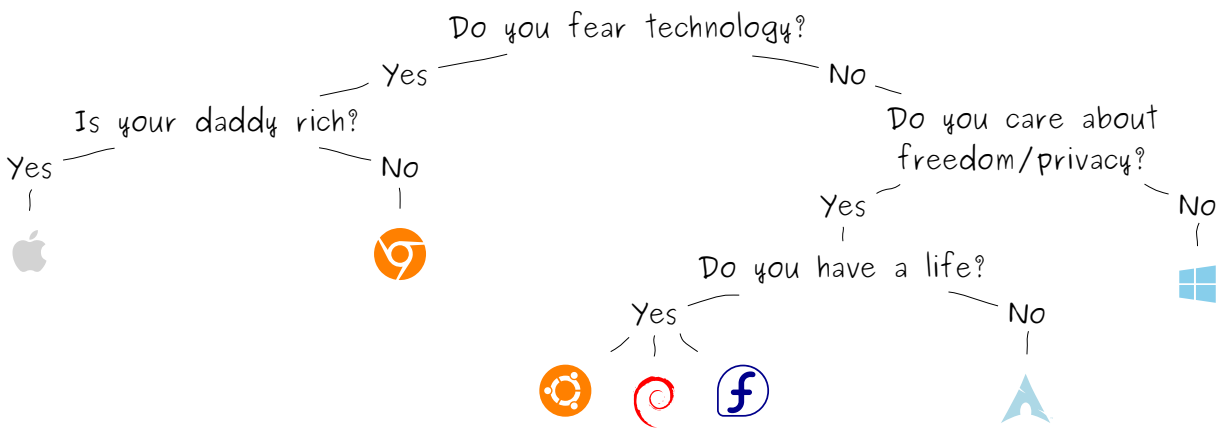 Do you fear technology?
Yes
No
Is your daddy rich?
Do you care about
freedom/privacy?
Yes
No
Yes
No
Do you have a life?
Yes
No